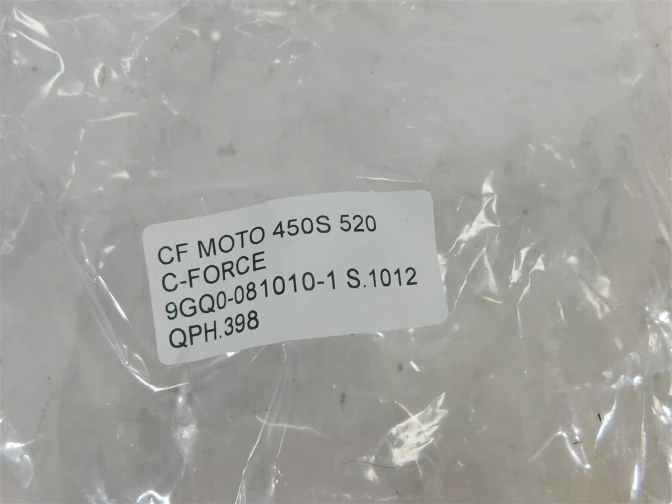 CF MOTO 450S 520
C-FORCE
9GQ0-081010-1 S.1012
QPH.398